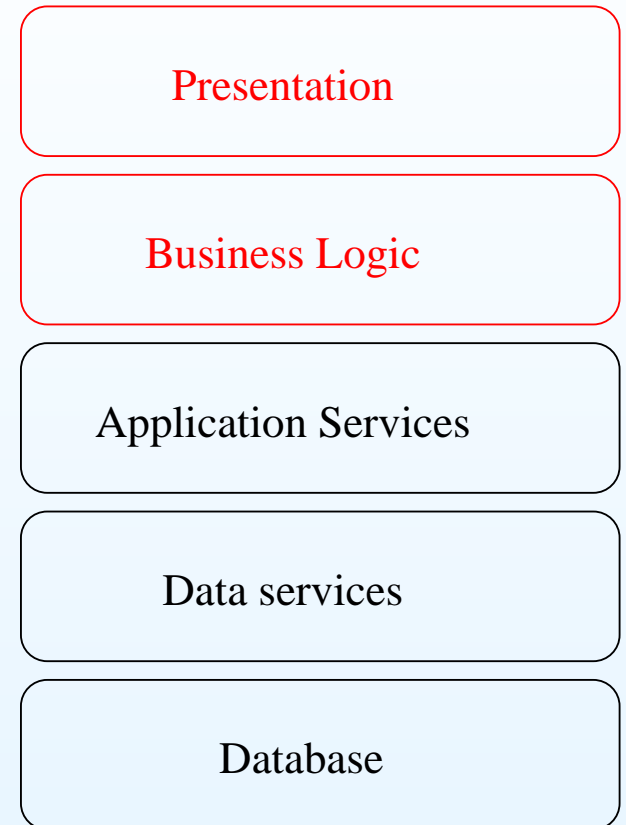 Presentation
Business Logic
Application Services
Data services
Database